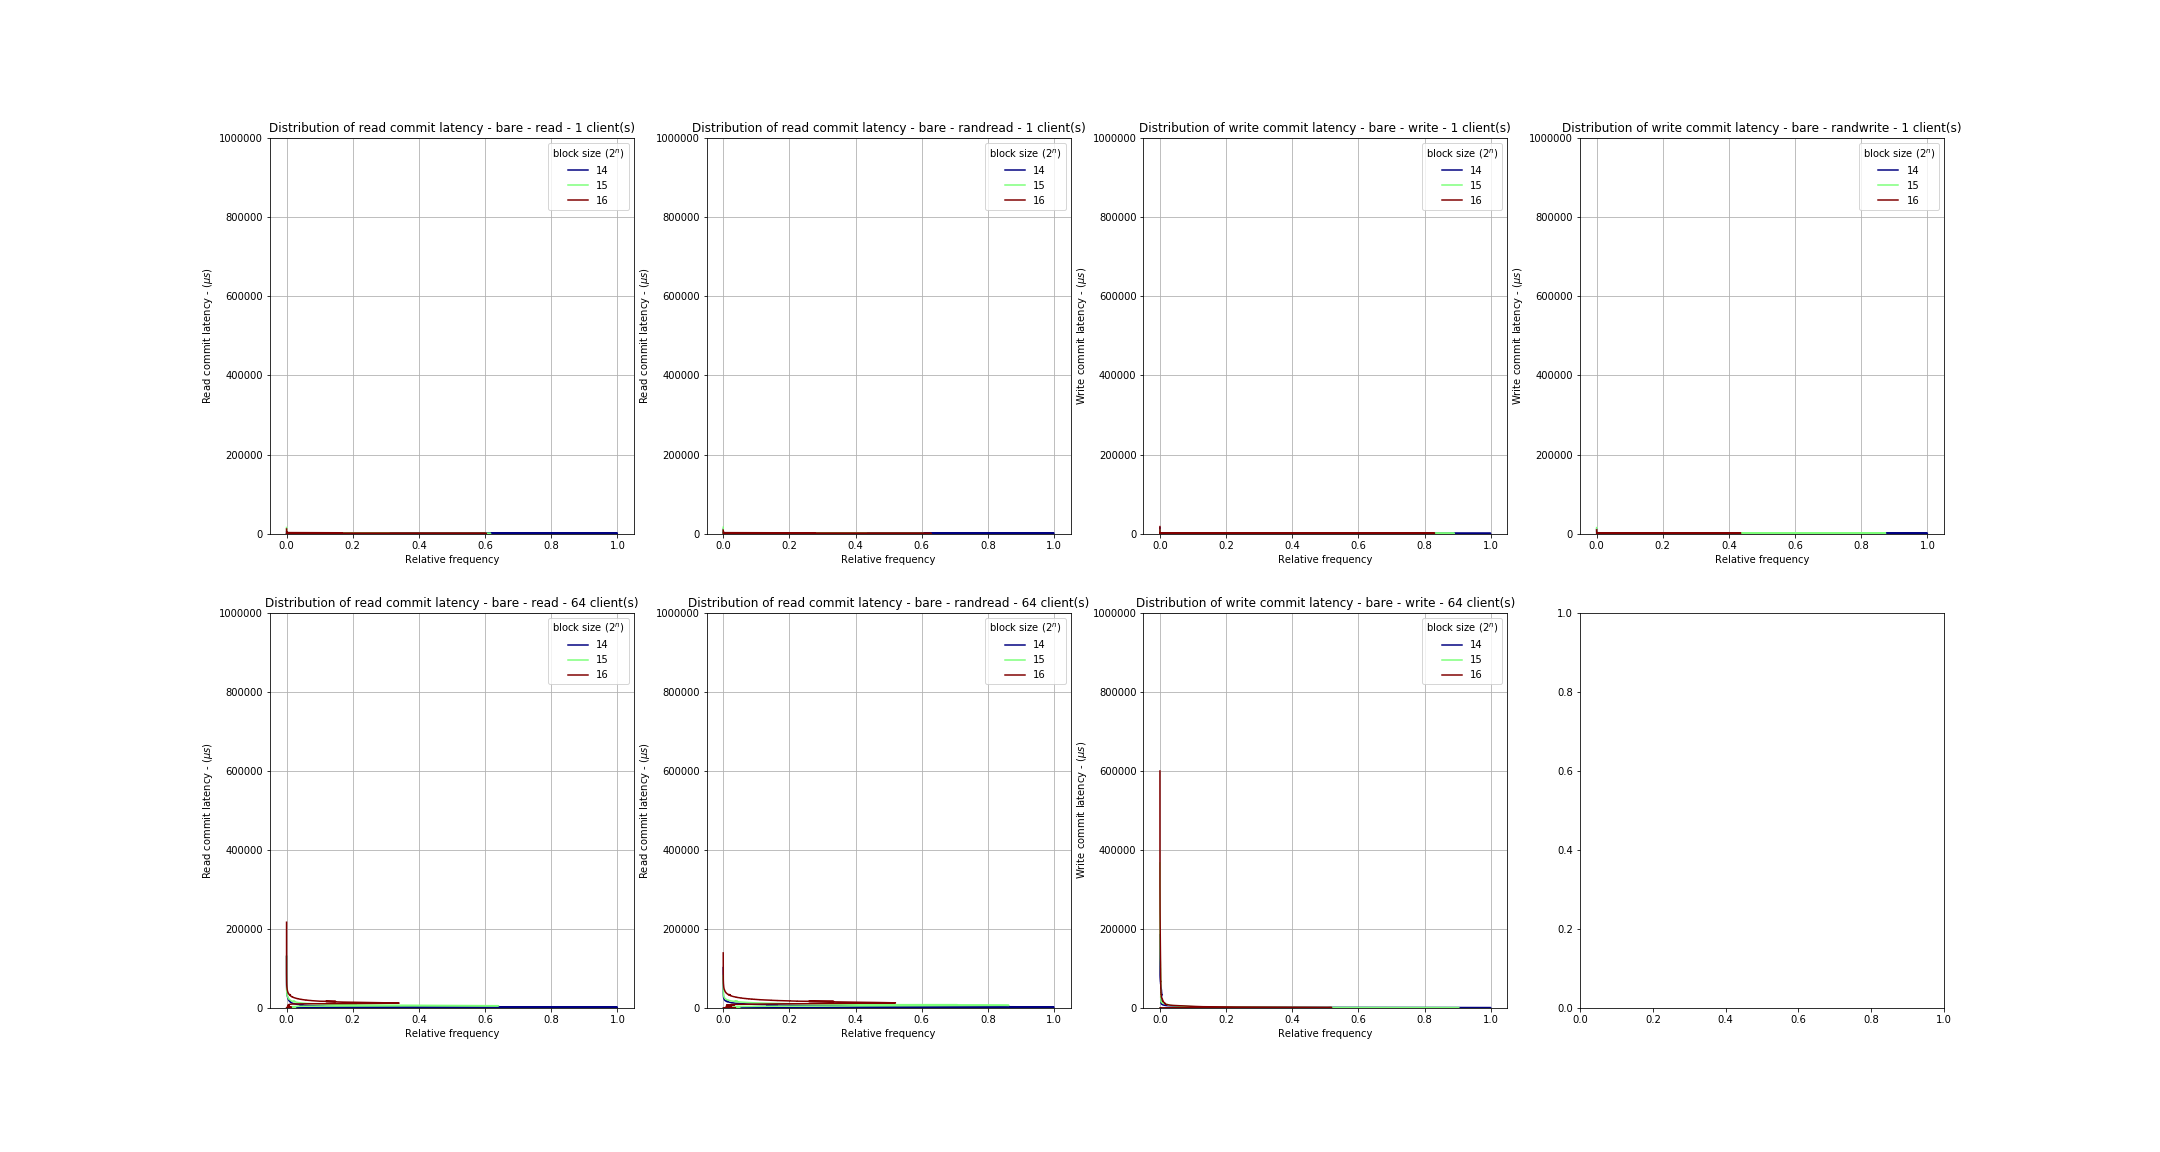 Distribution of read commit latency - bare - read - 1 client(s)
1000000
800000
600000
400000
200000
0
Read commit latency - (μs)
block size (2ⁿ)
14
15
16
0.0 0.2 0.4 0.6 0.8 1.0
Relative frequency
Distribution of read commit latency - bare - randread - 1 client(s)
1000000
800000
600000
400000
200000
0
Read commit latency - (μs)
block size (2ⁿ)
14
15
16
0.0 0.2 0.4 0.6 0.8 1.0
Relative frequency
Distribution of write commit latency - bare - write - 1 client(s)
1000000
800000
600000
400000
200000
0
Write commit latency - (μs)
block size (2ⁿ)
14
15
16
0.0 0.2 0.4 0.6 0.8 1.0
Relative frequency
Distribution of write commit latency - bare - randwrite - 1 client(s)
1000000
800000
600000
400000
200000
0
Write commit latency - (μs)
block size (2ⁿ)
14
15
16
0.0 0.2 0.4 0.6 0.8 1.0
Relative frequency
Distribution of read commit latency - bare - read - 64 client(s)
1000000
800000
600000
400000
200000
0
Read commit latency - (μs)
block size (2ⁿ)
14
15
16
0.0 0.2 0.4 0.6 0.8 1.0
Relative frequency
Distribution of read commit latency - bare - randread - 64 client(s)
1000000
800000
600000
400000
200000
0
Read commit latency - (μs)
block size (2ⁿ)
14
15
16
0.0 0.2 0.4 0.6 0.8 1.0
Relative frequency
Distribution of write commit latency - bare - write - 64 client(s)
1000000
800000
600000
400000
200000
0
Write commit latency - (μs)
block size (2ⁿ)
14
15
16
0.0 0.2 0.4 0.6 0.8 1.0
Relative frequency
1.0
0.8
0.6
0.4
0.2
0.0
0.0 0.2 0.4 0.6 0.8 1.0